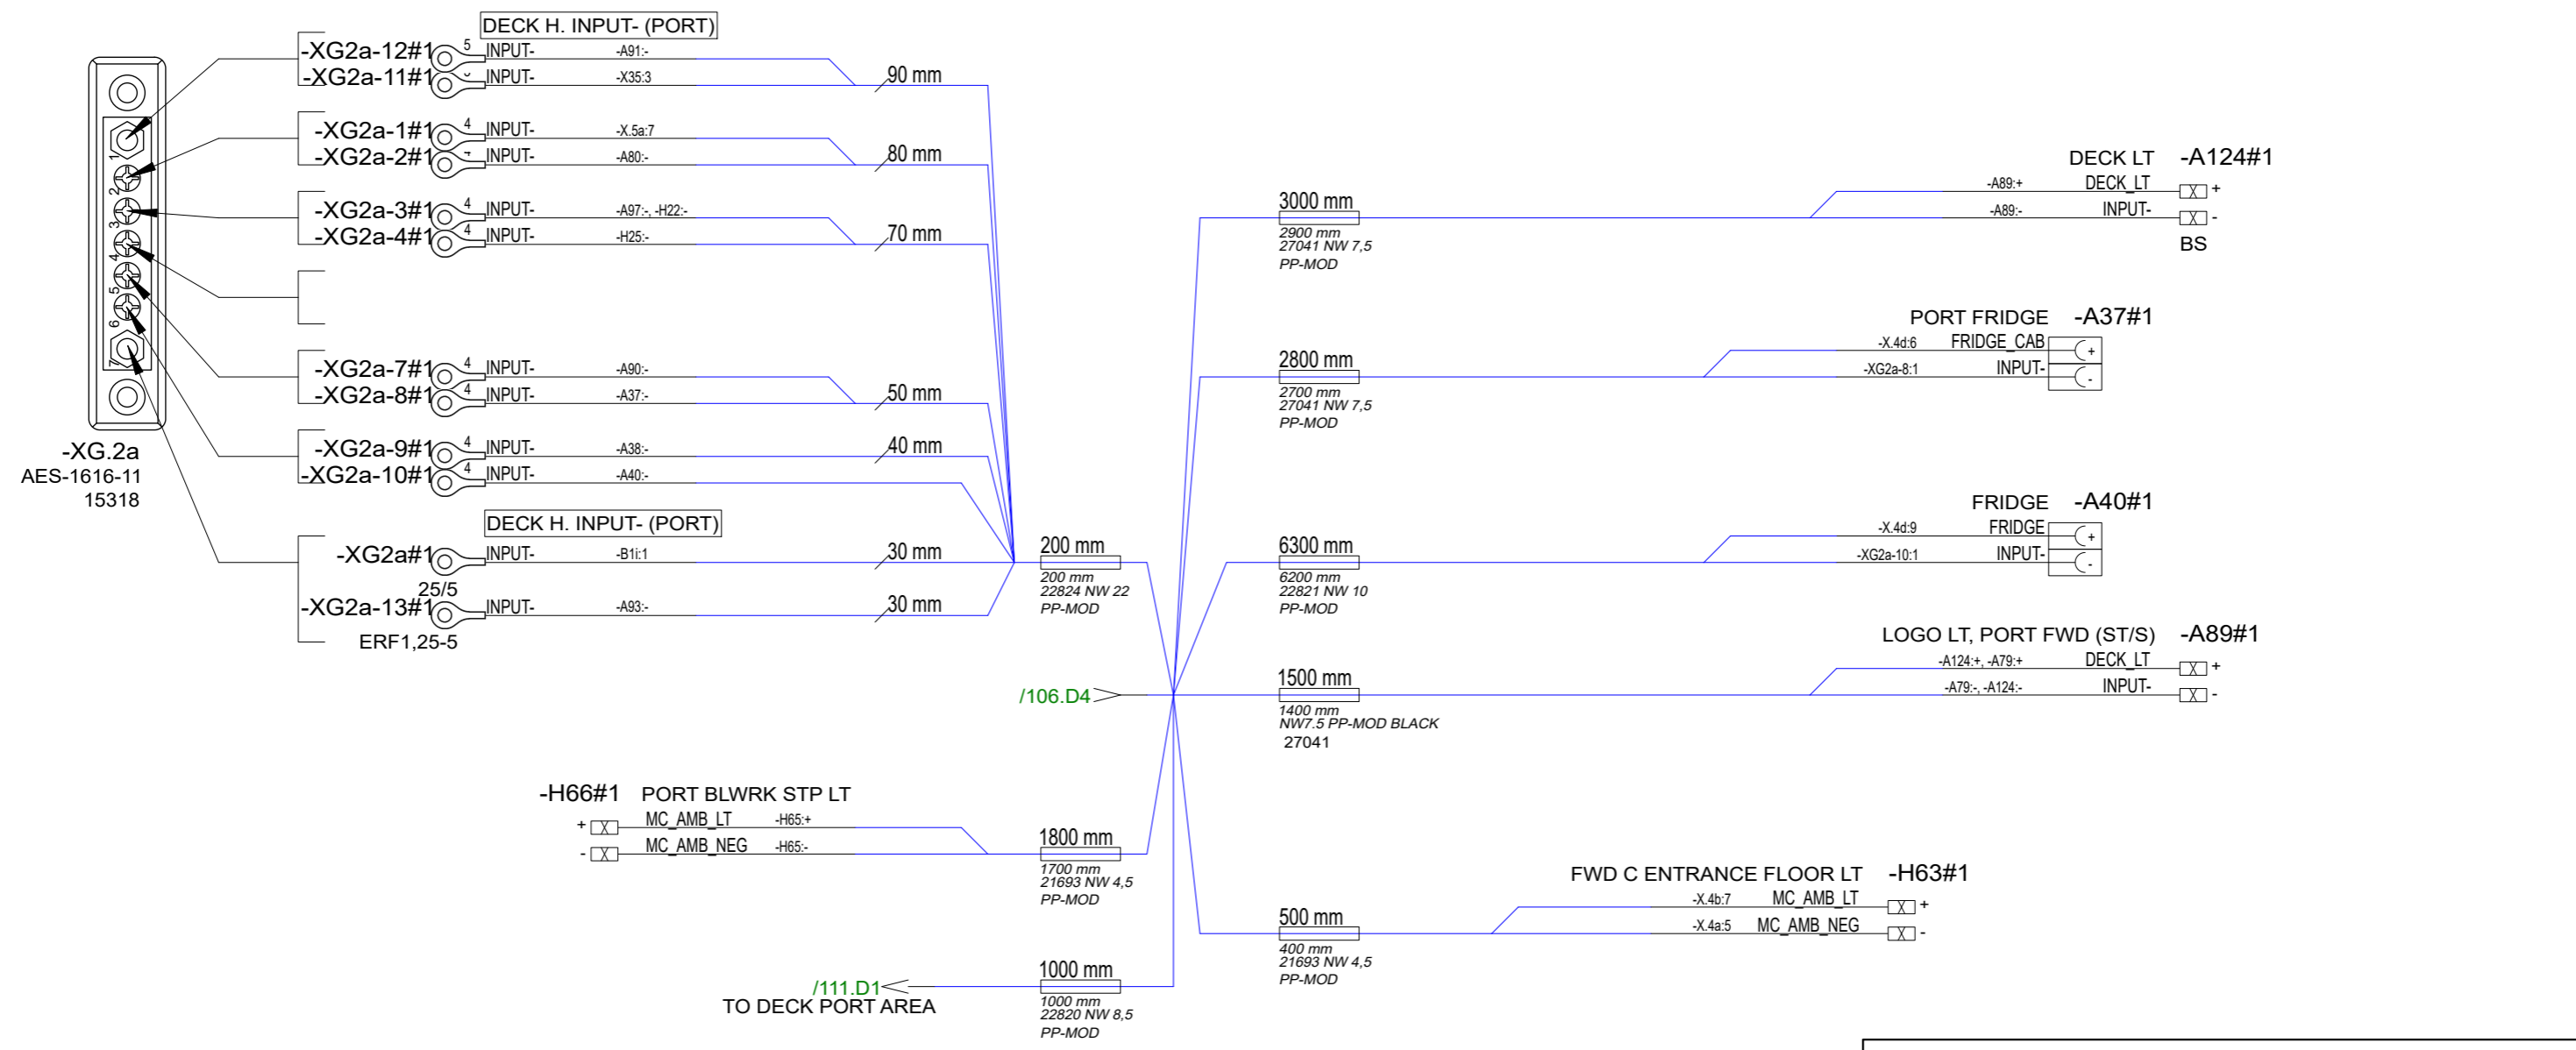 DECK H. INPUT- (PORT)
-XG2a-12#1 5 INPUT- -A91:-
-XG2a-11#1 INPUT- -X35:3 90 mm
-XG2a-1#1 4 INPUT- -X.5a:7
-XG2a-2#1 INPUT- -A80:- 80 mm
-XG2a-3#1 4 INPUT- -A97:-, -H22:-
-XG2a-4#1 4 INPUT- -H25:- 70 mm
-XG2a-7#1 4 INPUT- -A90:-
-XG2a-8#1 4 INPUT- -A37:- 50 mm
-XG2a-9#1 4 INPUT- -A38:- 40 mm
-XG2a-10#1 4 INPUT- -A40:-
DECK H. INPUT- (PORT)
-XG2a#1 INPUT- -B1i:1 30 mm
25/5
-XG2a-13#1 INPUT- -A93:- 30 mm
ERF1,25-5
1
2
3
4
5
6
7
-XG.2a
AES-1616-11
15318
200 mm
200 mm
22824 NW 22
PP-MOD
/106.D4
-H66#1 PORT BLWRK STP LT
+ MC_AMB_LT -H65:+
- MC_AMB_NEG -H65:-
1800 mm
1700 mm
21693 NW 4,5
PP-MOD
/111.D1
TO DECK PORT AREA
1000 mm
1000 mm
22820 NW 8,5
PP-MOD
3000 mm
2900 mm
27041 NW 7,5
PP-MOD
DECK LT -A124#1
-A89:+ DECK_LT +
-A89:- INPUT- -
BS
2800 mm
2700 mm
27041 NW 7,5
PP-MOD
PORT FRIDGE -A37#1
-X.4d:6 FRIDGE_CAB +
-XG2a-8:1 INPUT- -
6300 mm
6200 mm
22821 NW 10
PP-MOD
FRIDGE -A40#1
-X.4d:9 FRIDGE +
-XG2a-10:1 INPUT- -
1500 mm
1400 mm
NW7.5 PP-MOD BLACK
27041
LOGO LT, PORT FWD (ST/S) -A89#1
-A124:+, -A79:+ DECK_LT +
-A79:-, -A124:- INPUT- -
500 mm
400 mm
21693 NW 4,5
PP-MOD
FWD C ENTRANCE FLOOR LT -H63#1
-X.4b:7 MC_AMB_LT +
-X.4a:5 MC_AMB_NEG -